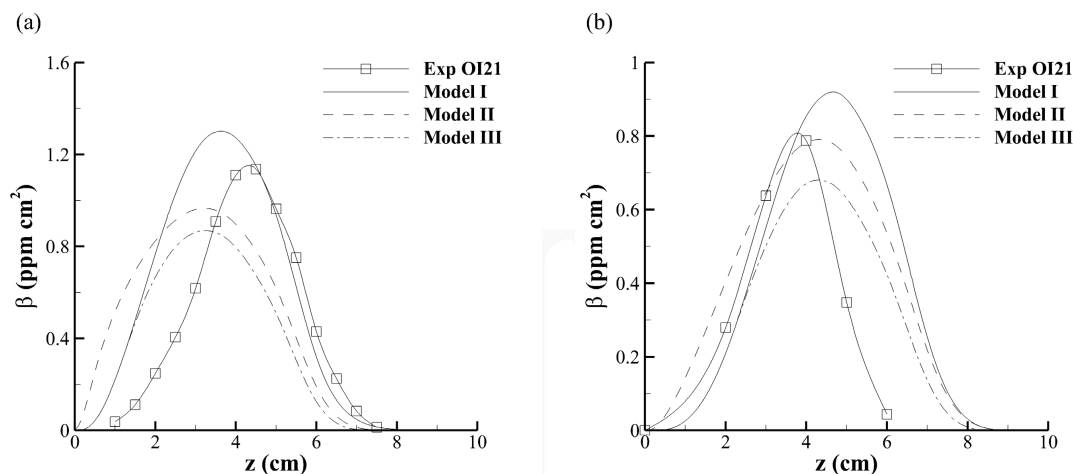 (a)
1.6
1.2
0.8
0.4
0
β (ppm cm²)
0 2 4 6 8 10
z (cm)
Exp OI21
Model I
Model II
Model III
(b)
1
0.8
0.6
0.4
0.2
0
β (ppm cm²)
0 2 4 6 8 10
z (cm)
Exp OI21
Model I
Model II
Model III